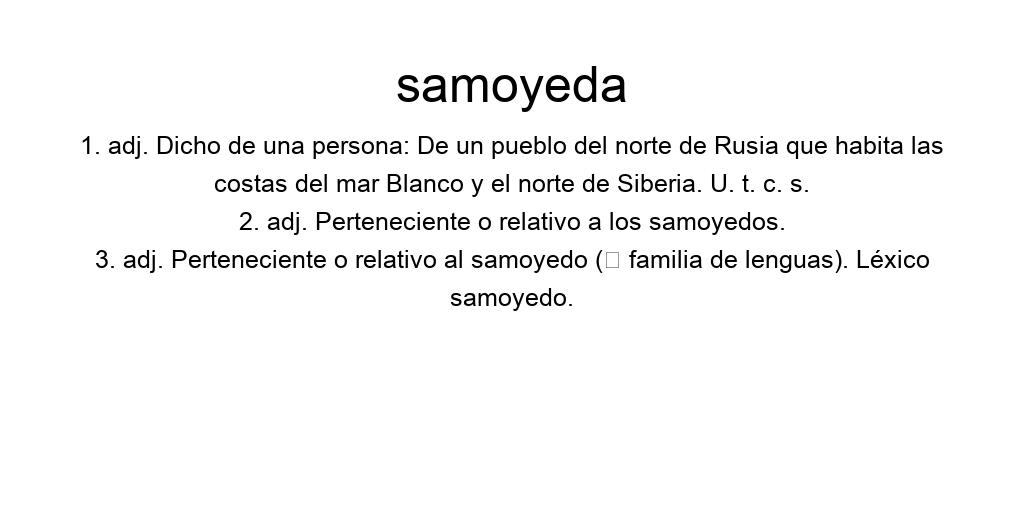 samoyeda
1. adj. Dicho de una persona: De un pueblo del norte de Rusia que habita las
costas del mar Blanco y el norte de Siberia. U. t. c. s.
2. adj. Perteneciente o relativo a los samoyedos.
3. adj. Perteneciente o relativo al samoyedo (▯ familia de lenguas). Léxico
samoyedo.